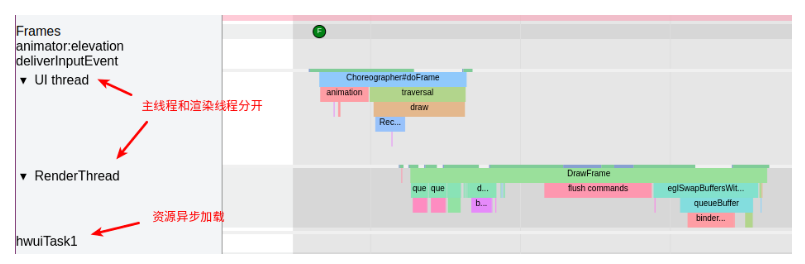 Frames
F
animator:elevation
deliverInputEvent
▼ UI thread
Choreographer#doFrame
animation
traversal
draw
Rec...
主线程和渲染线程分开
▼ RenderThread
DrawFrame
que
que
d...
flush commands
eglSwapBuffersWit...
b...
queueBuffer
binder...
资源异步加载
hwuiTask1